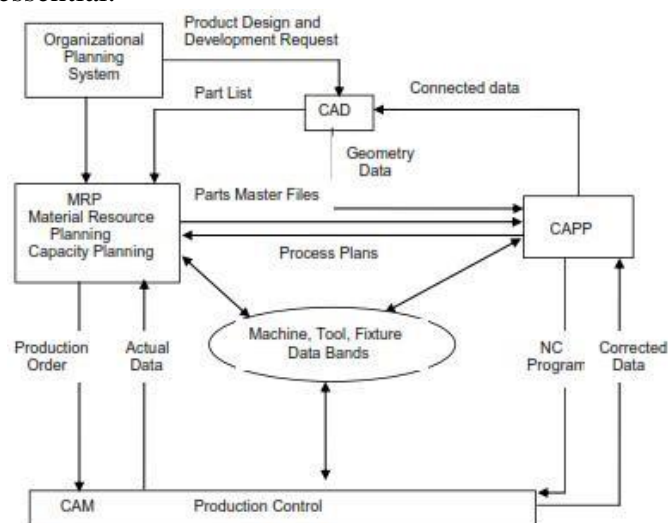 essential.
Product Design and
Development Request
Organizational
Planning
System
Part List
CAD
Connected data
Geometry
Data
MRP
Material Resource
Planning
Capacity Planning
Parts Master Files
CAPP
Process Plans
Machine, Tool, Fixture
Data Bands
Production
Order
Actual
Data
NC
Program
Corrected
Data
CAM
Production Control